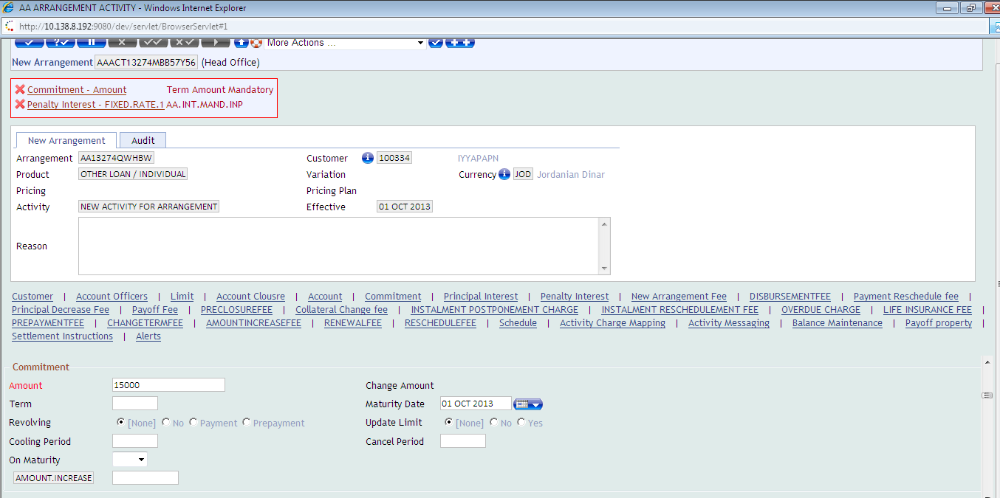 AA ARRANGEMENT ACTIVITY - Windows Internet Explorer
http://10.138.8.192:9080/dev/servlet/BrowserServlet#1
More Actions ...
New Arrangement AAACT13274MBB57Y56 (Head Office)
Commitment - Amount Term Amount Mandatory
Penalty Interest - FIXED.RATE.1 AA.INT.MAND.INP
New Arrangement Audit
Arrangement AA13274QWHBW Customer 100334 IYYAPAPN
Product OTHER LOAN / INDIVIDUAL Variation Currency JOD Jordanian Dinar
Pricing Pricing Plan
Activity NEW ACTIVITY FOR ARRANGEMENT Effective 01 OCT 2013
Reason
Customer | Account Officers | Limit | Account Clousre | Account | Commitment | Principal Interest | Penalty Interest | New Arrangement Fee | DISBURSEMENTFEE | Payment Reschedule fee |
Principal Decrease Fee | Payoff Fee | PRECLOSUREFEE | Collateral Change fee | INSTALMENT POSTPONEMENT CHARGE | INSTALMENT RESCHEDULEMENT FEE | OVERDUE CHARGE | LIFE INSURANCE FEE |
PREPAYMENTFEE | CHANGETERMFEE | AMOUNTINCREASEFEE | RENEWALFEE | RESCHEDULEFEE | Schedule | Activity Charge Mapping | Activity Messaging | Balance Maintenance | Payoff property |
Settlement Instructions | Alerts
Commitment
Amount 15000 Change Amount
Term Maturity Date 01 OCT 2013
Revolving [None] No Payment Prepayment Update Limit [None] No Yes
Cooling Period Cancel Period
On Maturity
AMOUNT.INCREASE